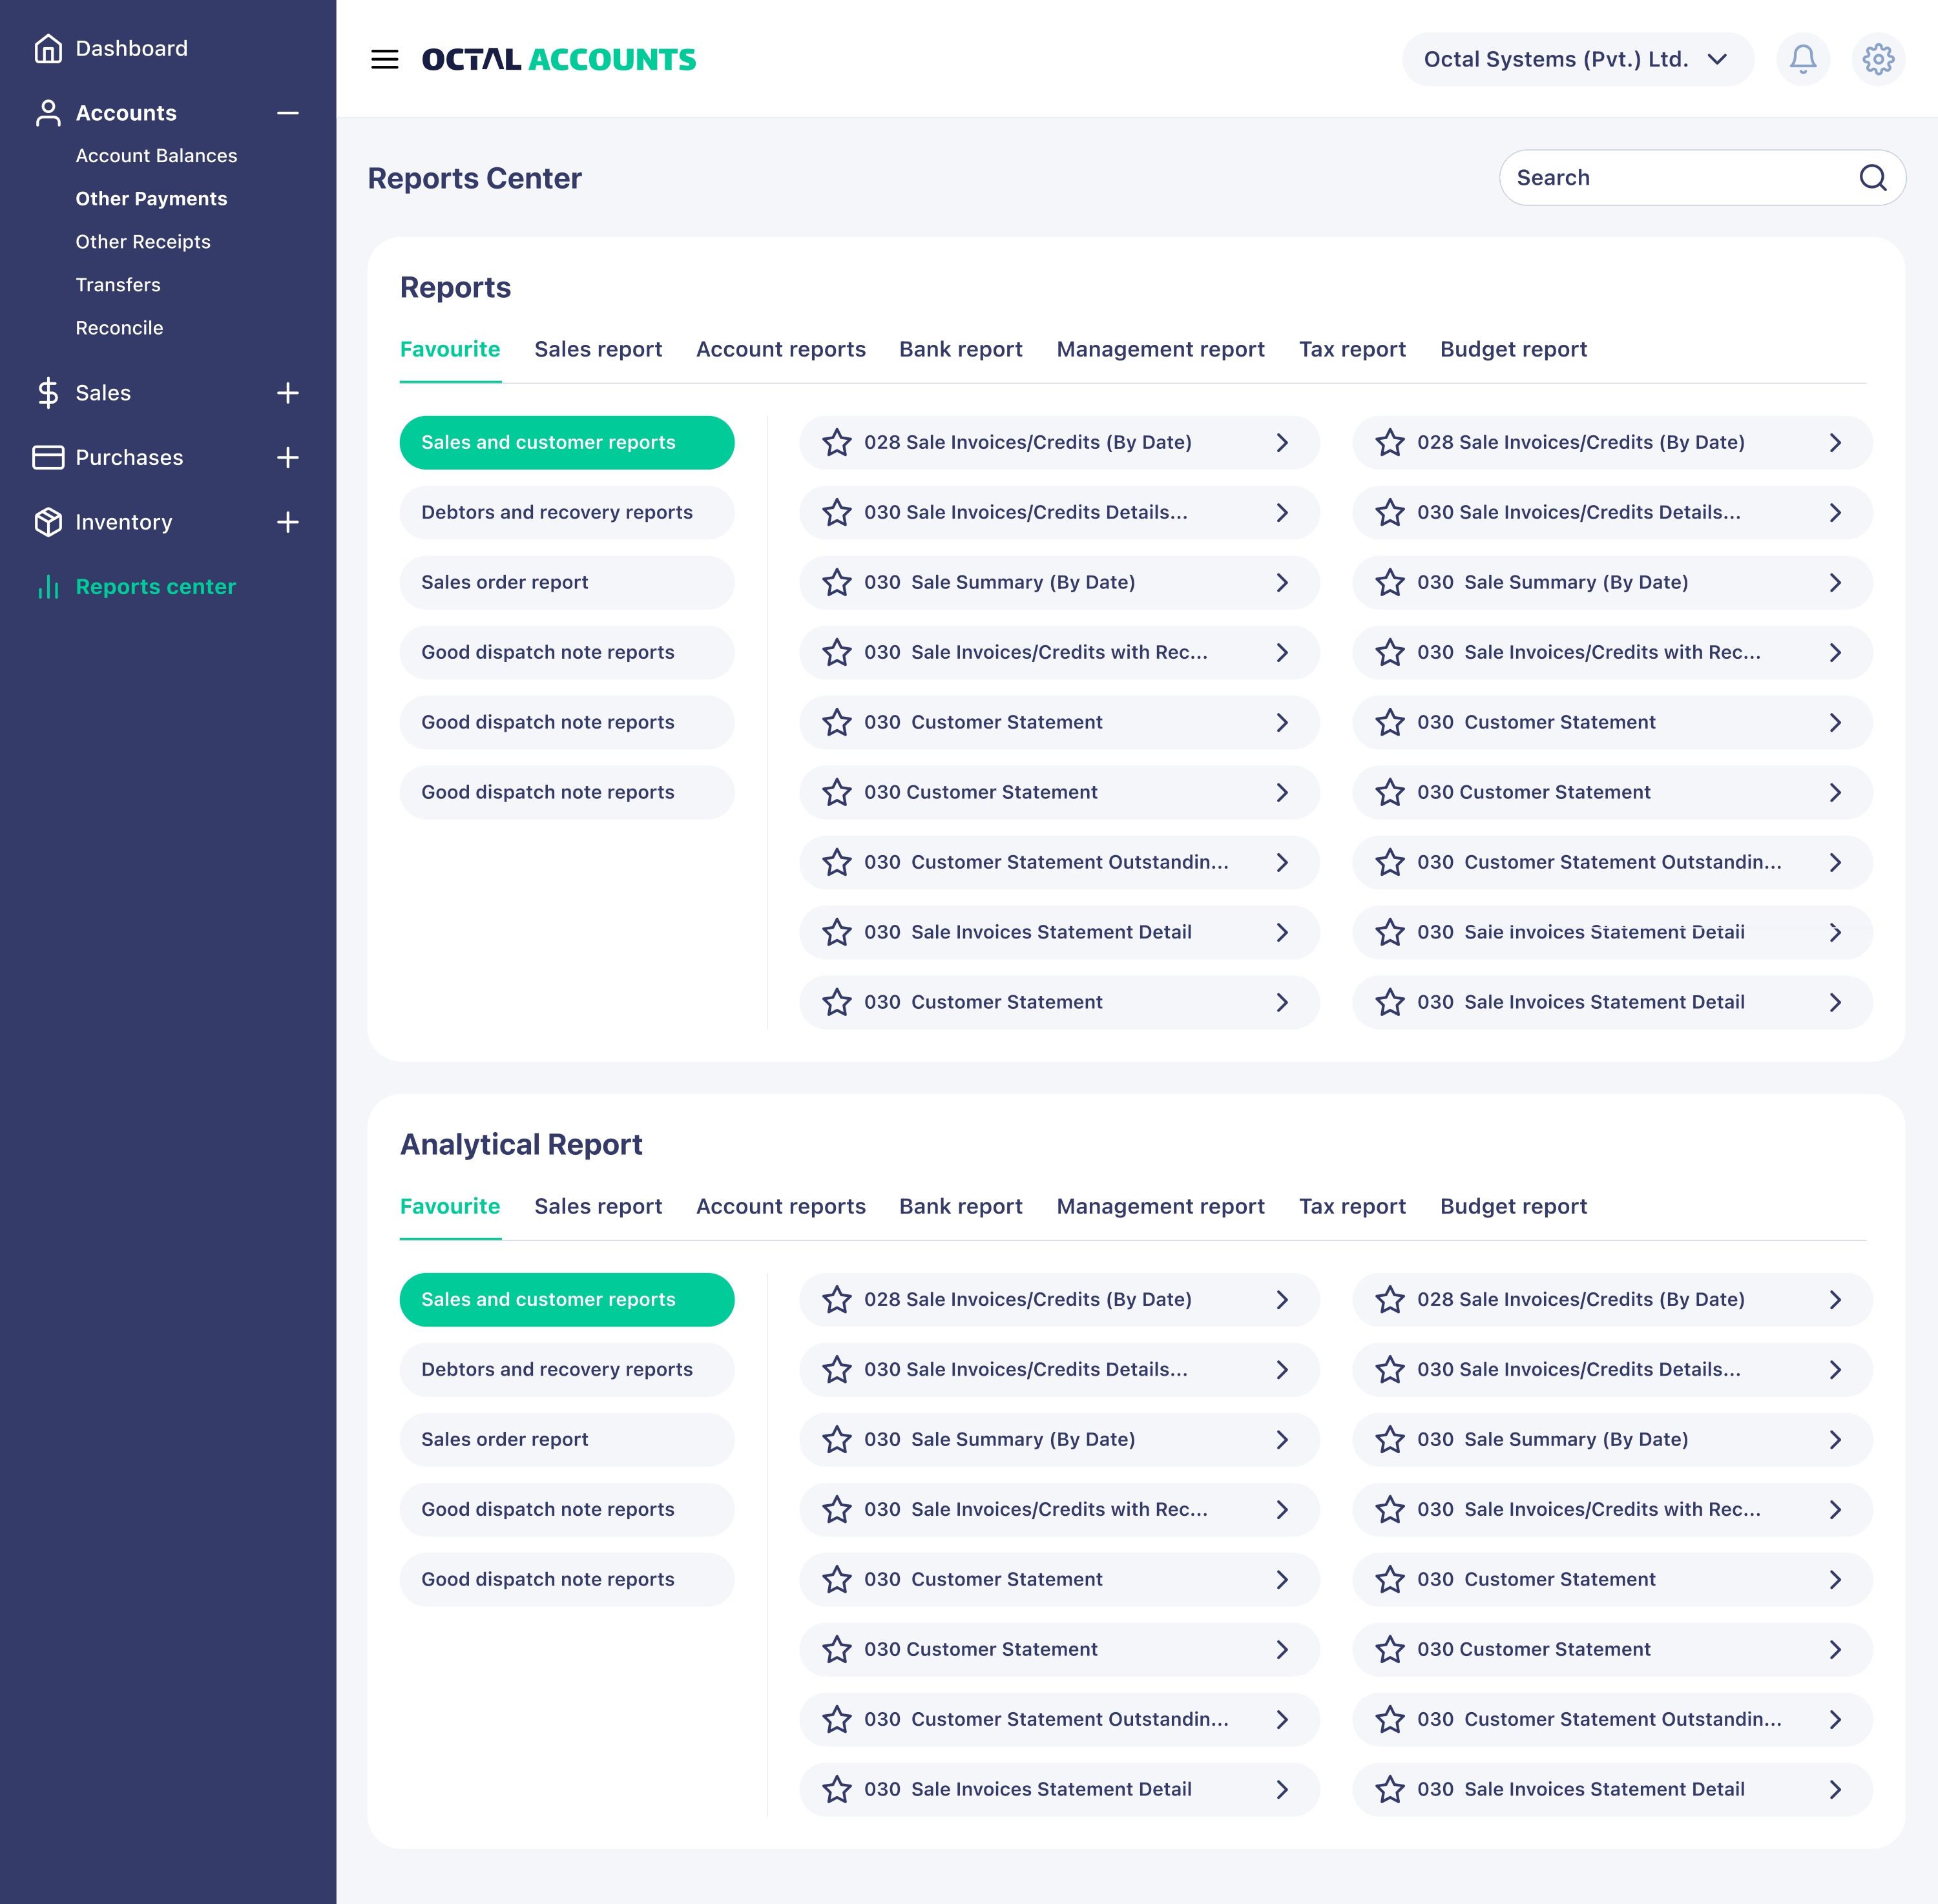 Dashboard
Accounts
Account Balances
Other Payments
Other Receipts
Transfers
Reconcile
Sales
Purchases
Inventory
Reports center
OCTAL ACCOUNTS
Octal Systems (Pvt.) Ltd.
Reports Center
Search
Reports
Favourite Sales report Account reports Bank report Management report Tax report Budget report
Sales and customer reports
Debtors and recovery reports
Sales order report
Good dispatch note reports
Good dispatch note reports
Good dispatch note reports
028 Sale Invoices/Credits (By Date)
030 Sale Invoices/Credits Details...
030 Sale Summary (By Date)
030 Sale Invoices/Credits with Rec...
030 Customer Statement
030 Customer Statement
030 Customer Statement Outstandin...
030 Sale Invoices Statement Detail
030 Customer Statement
028 Sale Invoices/Credits (By Date)
030 Sale Invoices/Credits Details...
030 Sale Summary (By Date)
030 Sale Invoices/Credits with Rec...
030 Customer Statement
030 Customer Statement
030 Customer Statement Outstandin...
030 Sale Invoices Statement Detail
030 Sale Invoices Statement Detail
Analytical Report
Favourite Sales report Account reports Bank report Management report Tax report Budget report
Sales and customer reports
Debtors and recovery reports
Sales order report
Good dispatch note reports
Good dispatch note reports
028 Sale Invoices/Credits (By Date)
030 Sale Invoices/Credits Details...
030 Sale Summary (By Date)
030 Sale Invoices/Credits with Rec...
030 Customer Statement
030 Customer Statement
030 Customer Statement Outstandin...
030 Sale Invoices Statement Detail
028 Sale Invoices/Credits (By Date)
030 Sale Invoices/Credits Details...
030 Sale Summary (By Date)
030 Sale Invoices/Credits with Rec...
030 Customer Statement
030 Customer Statement
030 Customer Statement Outstandin...
030 Sale Invoices Statement Detail